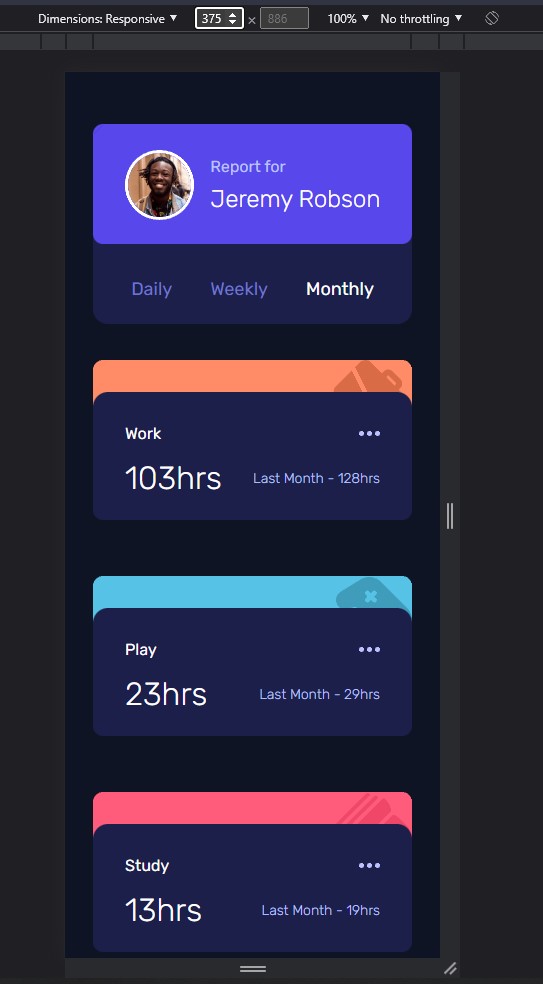 Dimensions: Responsive ▼ 375 × 886 100% ▼ No throttling ▼
Report for
Jeremy Robson
Daily Weekly Monthly
Work
103hrs Last Month - 128hrs
Play
23hrs Last Month - 29hrs
Study
13hrs Last Month - 19hrs